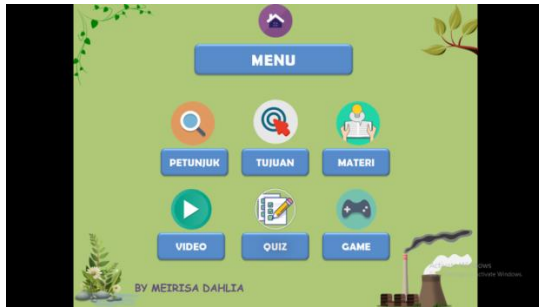 MENU
PETUNJUK
TUJUAN
MATERI
VIDEO
QUIZ
GAME
BY MEIRISA DAHLIA